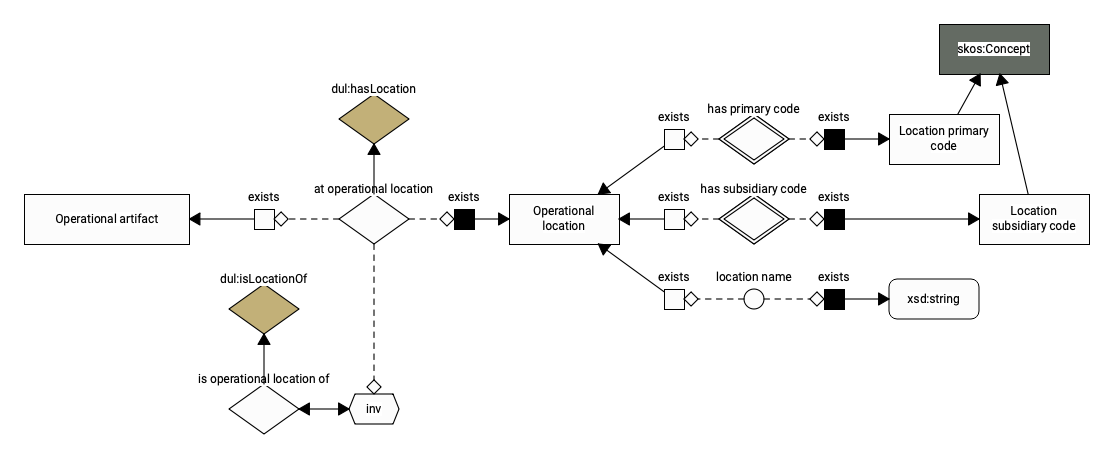 skos:Concept
dul:hasLocation
has primary code
exists
exists
Location primary
code
exists
at operational location
exists
exists
has subsidiary code
exists
Operational artifact
Operational
location
Location
subsidiary code
dul:isLocationOf
exists
location name
exists
xsd:string
is operational location of
inv